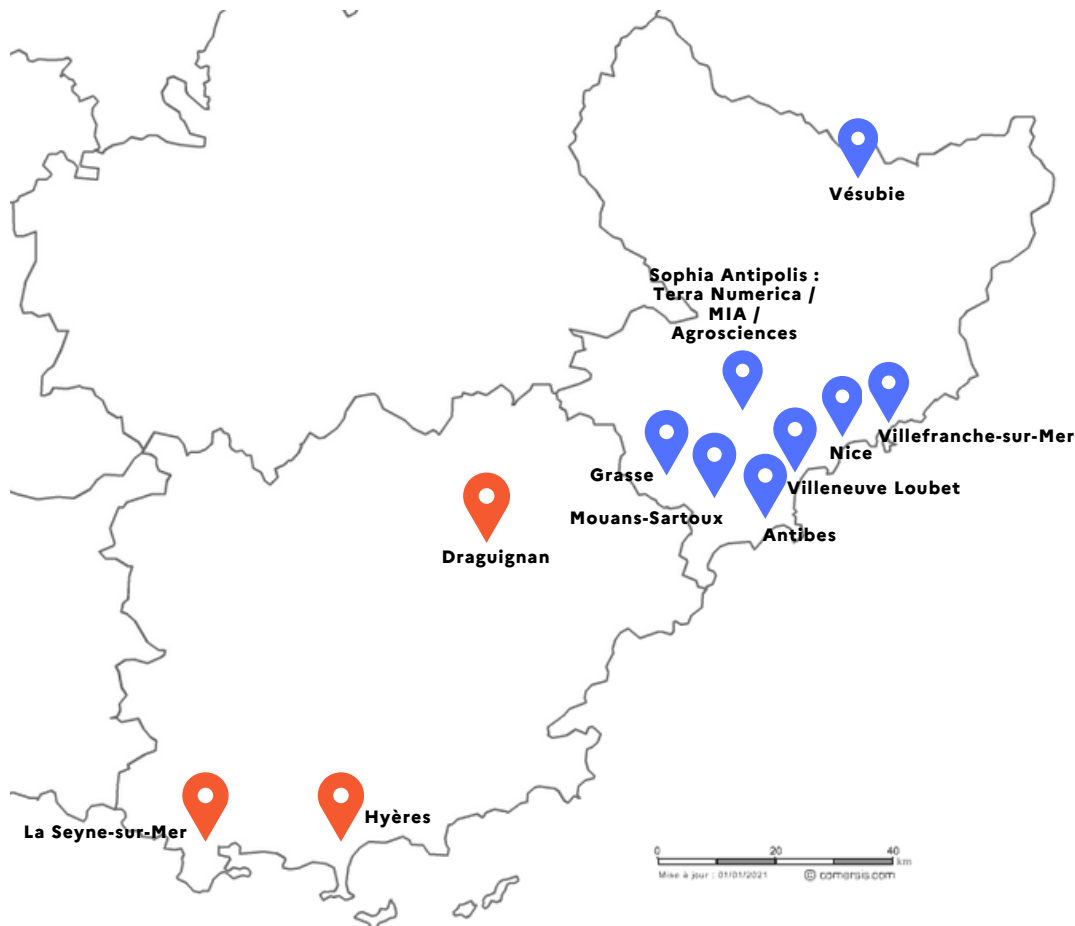 Vésubie
Sophia Antipolis :
Terra Numerica /
MIA /
Agrosciences
Villefranche-sur-Mer
Nice
Grasse
Villeneuve Loubet
Mouans-Sartoux
Antibes
Draguignan
Hyères
La Seyne-sur-Mer
0 20 40
km
Mise à jour : 01/01/2021 © comersis.com